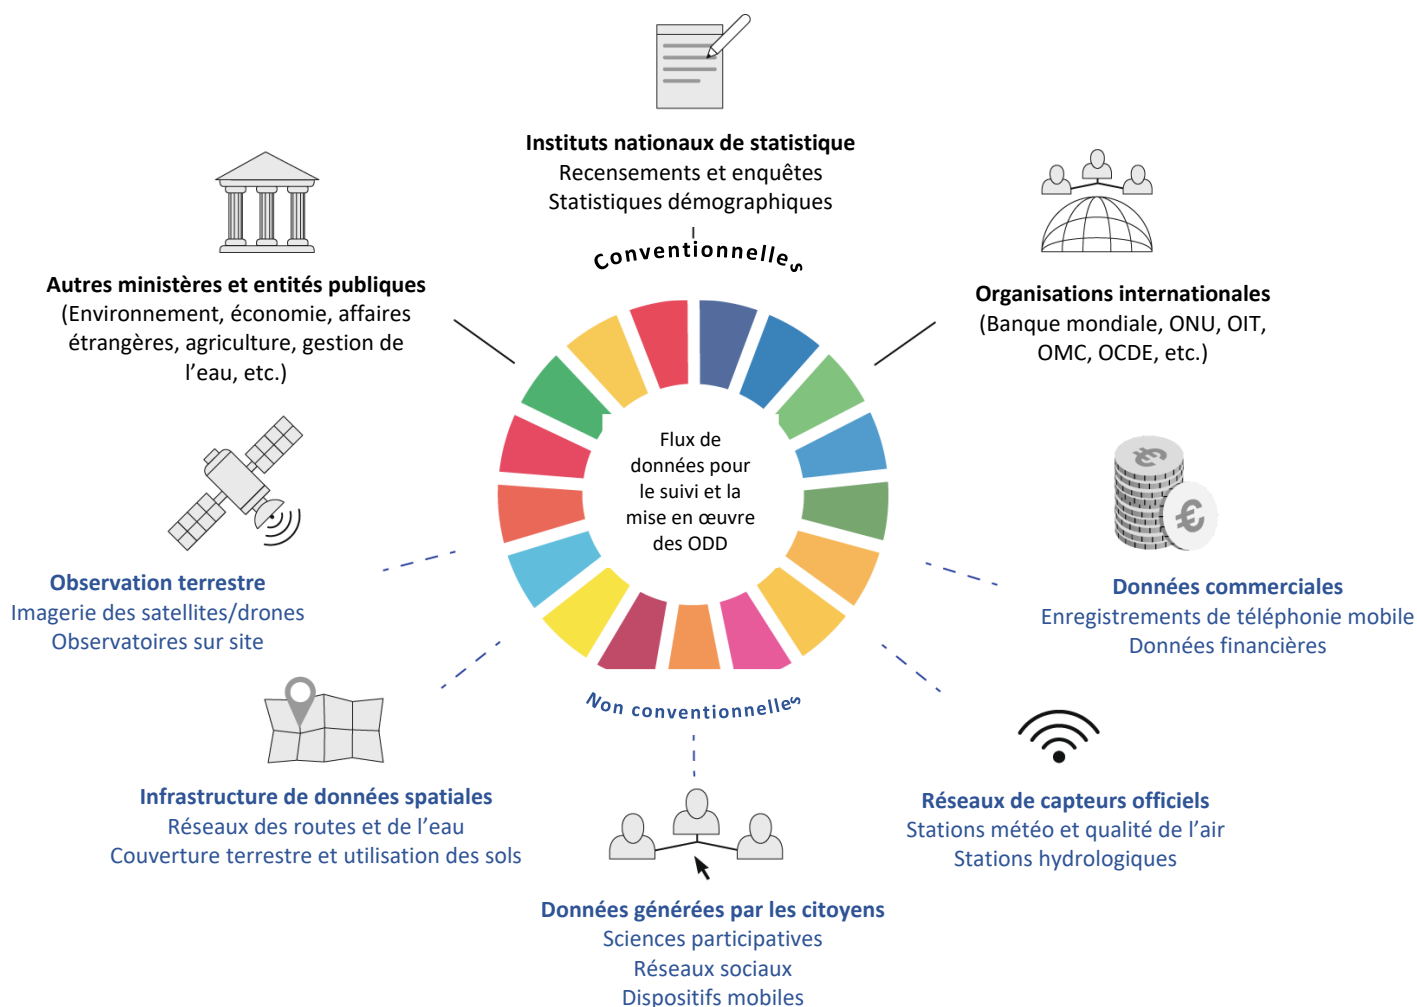 Instituts nationaux de statistique
Recensements et enquêtes
Statistiques démographiques
Conventionnelles
Autres ministères et entités publiques
(Environnement, économie, affaires
étrangères, agriculture, gestion de
l’eau, etc.)
Organisations internationales
(Banque mondiale, ONU, OIT,
OMC, OCDE, etc.)
Flux de
données pour
le suivi et la
mise en œuvre
des ODD
€
€
Observation terrestre
Imagerie des satellites/drones
Observatoires sur site
Données commerciales
Enregistrements de téléphonie mobile
Données financières
Non conventionnelles
Infrastructure de données spatiales
Réseaux des routes et de l’eau
Couverture terrestre et utilisation des sols
Réseaux de capteurs officiels
Stations météo et qualité de l’air
Stations hydrologiques
Données générées par les citoyens
Sciences participatives
Réseaux sociaux
Dispositifs mobiles